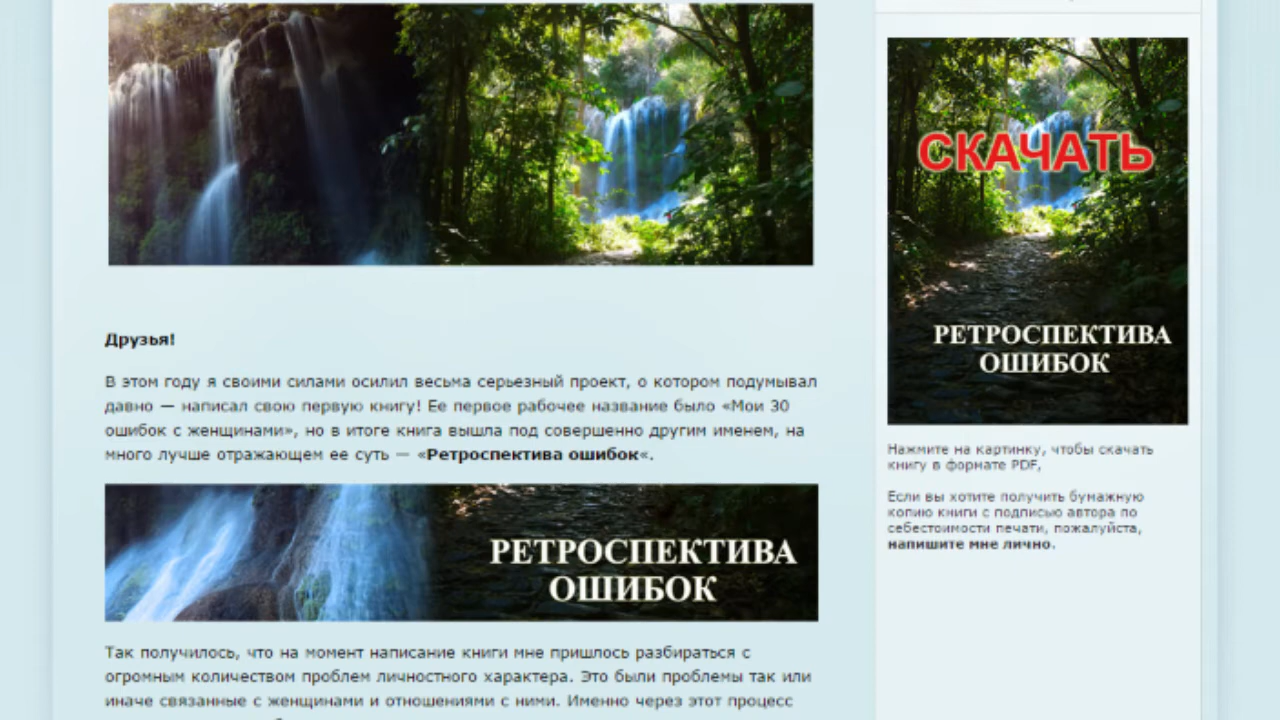 Друзья!
В этом году я своими силами осилил весьма серьезный проект, о котором подумывал
давно — написал свою первую книгу! Ее первое рабочее название было «Мои 30
ошибок с женщинами», но в итоге книга вышла под совершенно другим именем, на
много лучше отражающем ее суть — «Ретроспектива ошибок«.
РЕТРОСПЕКТИВА
ОШИБОК
Так получилось, что на момент написание книги мне пришлось разбираться с
огромным количеством проблем личностного характера. Это были проблемы так или
иначе связанные с женщинами и отношениями с ними. Именно через этот процесс
СКАЧАТЬ
РЕТРОСПЕКТИВА
ОШИБОК
Нажмите на картинку, чтобы скачать
книгу в формате PDF,
Если вы хотите получить бумажную
копию книги с подписью автора по
себестоимости печати, пожалуйста,
напишите мне лично.